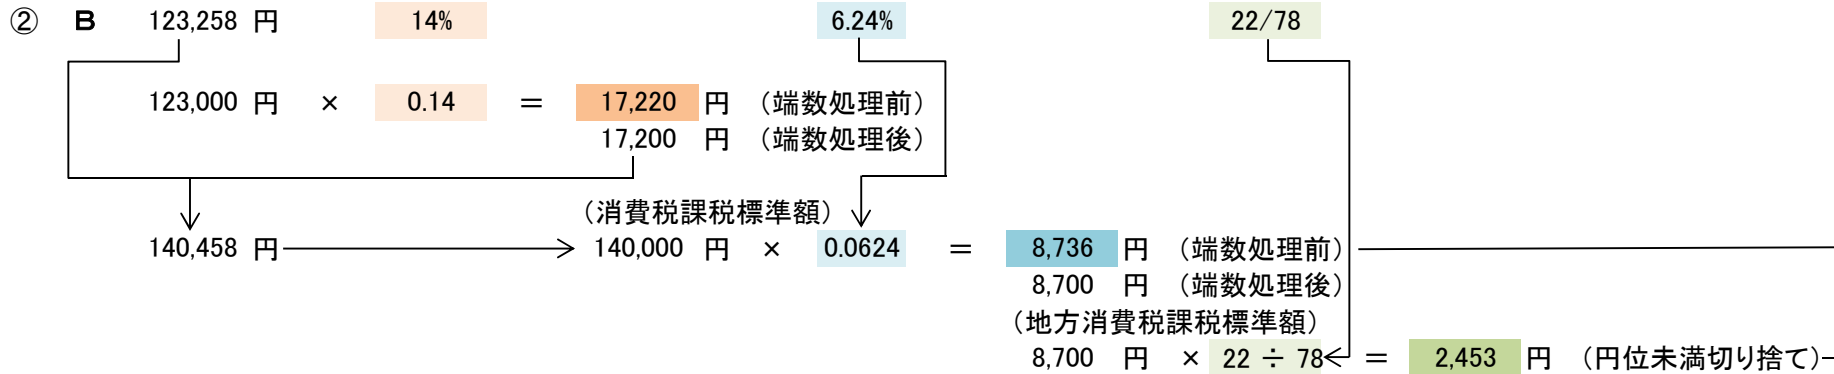 ② B 123,258 円 14% 6.24% 22/78
123,000 円 × 0.14 ＝ 17,220 円 （端数処理前）
17,200 円 （端数処理後）
（消費税課税標準額）
140,458 円 140,000 円 × 0.0624 ＝ 8,736 円 （端数処理前）
8,700 円 （端数処理後）
（地方消費税課税標準額）
8,700 円 × 22 ÷ 78 ＝ 2,453 円 （円位未満切り捨て）